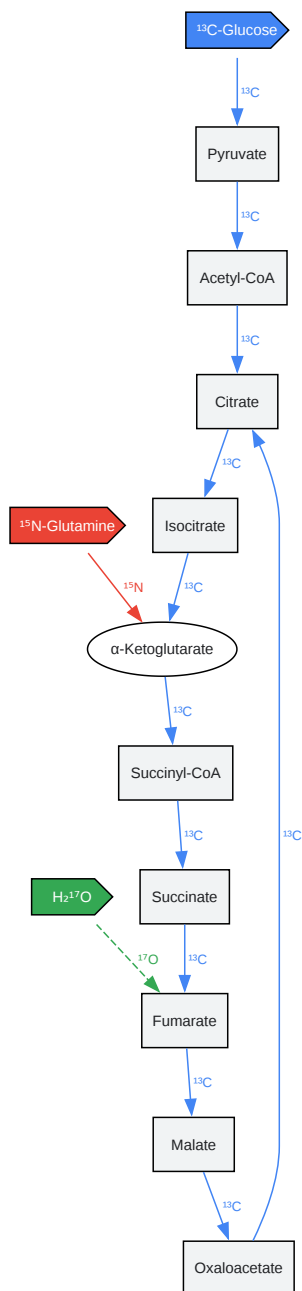 ¹³C-Glucose
¹³C
Pyruvate
¹³C
Acetyl-CoA
¹³C
Citrate
¹³C
Isocitrate
¹⁵N-Glutamine
¹⁵N
¹³C
α-Ketoglutarate
¹³C
Succinyl-CoA
¹³C
¹³C
Succinate
H₂¹⁷O
¹⁷O
¹³C
Fumarate
¹³C
Malate
¹³C
Oxaloacetate